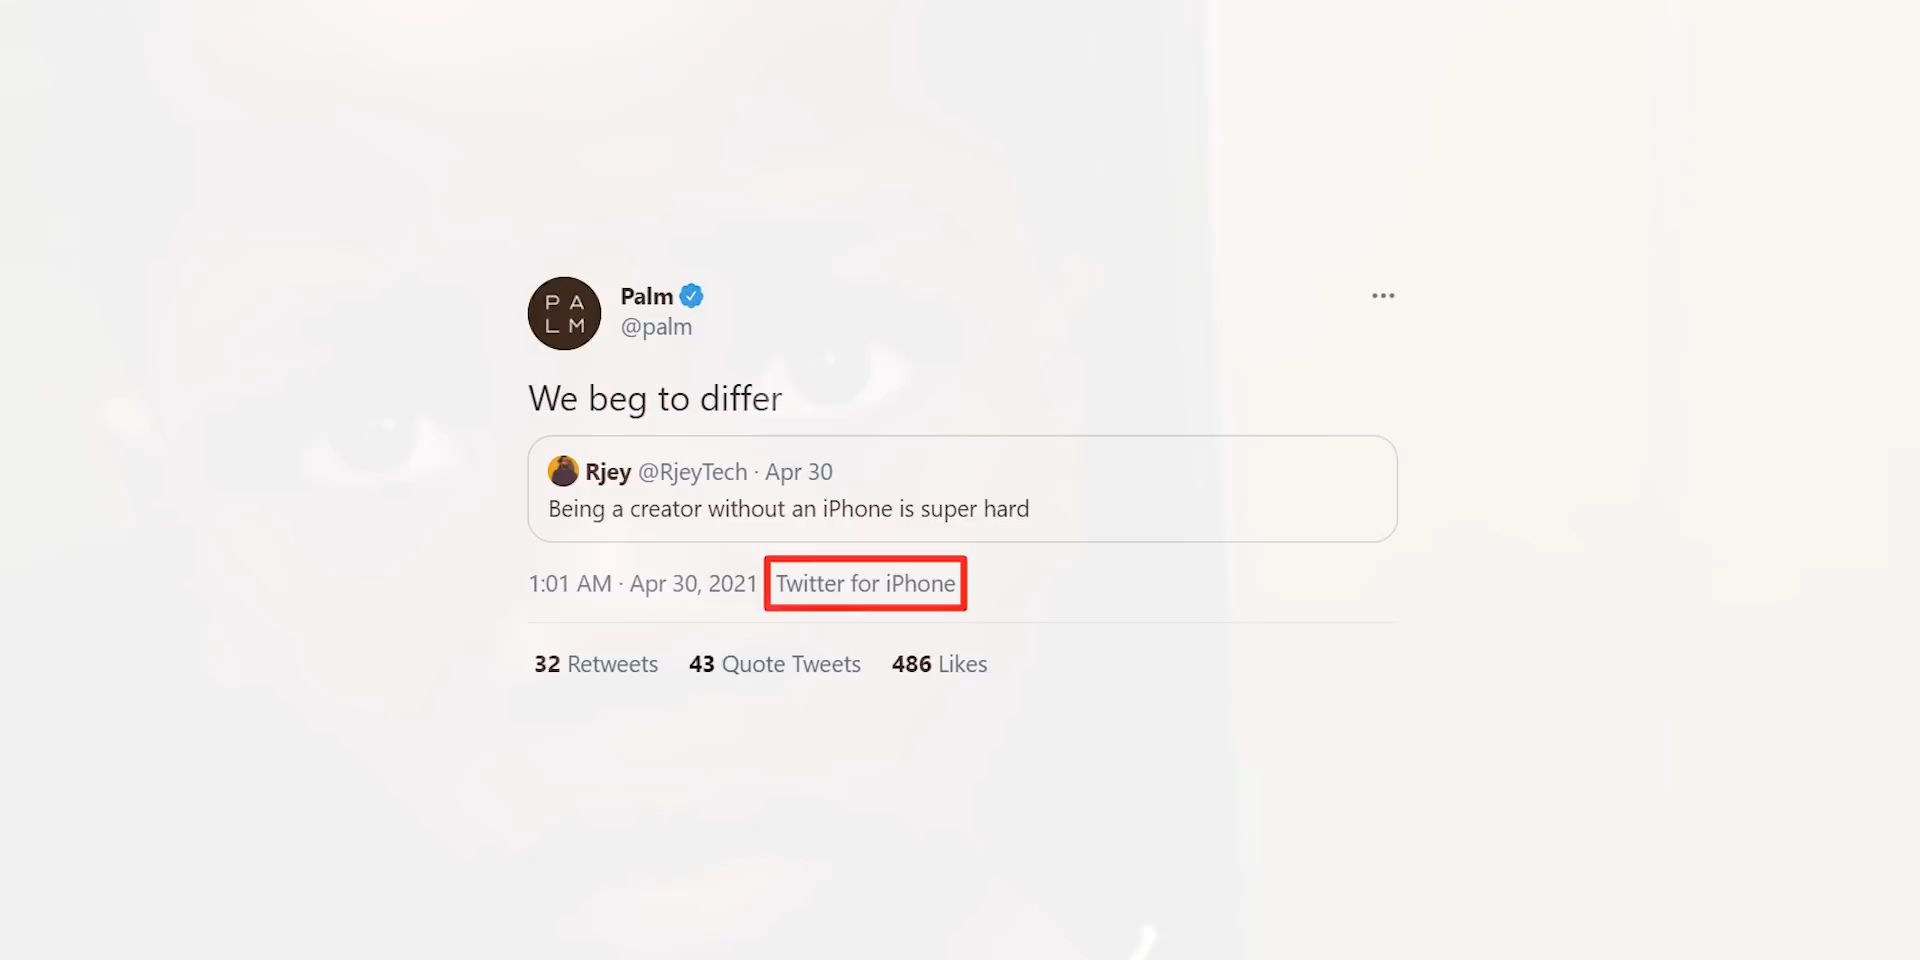 P A
L M
Palm
@palm
We beg to differ
Rjey @RjeyTech · Apr 30
Being a creator without an iPhone is super hard
1:01 AM · Apr 30, 2021 Twitter for iPhone
32 Retweets 43 Quote Tweets 486 Likes